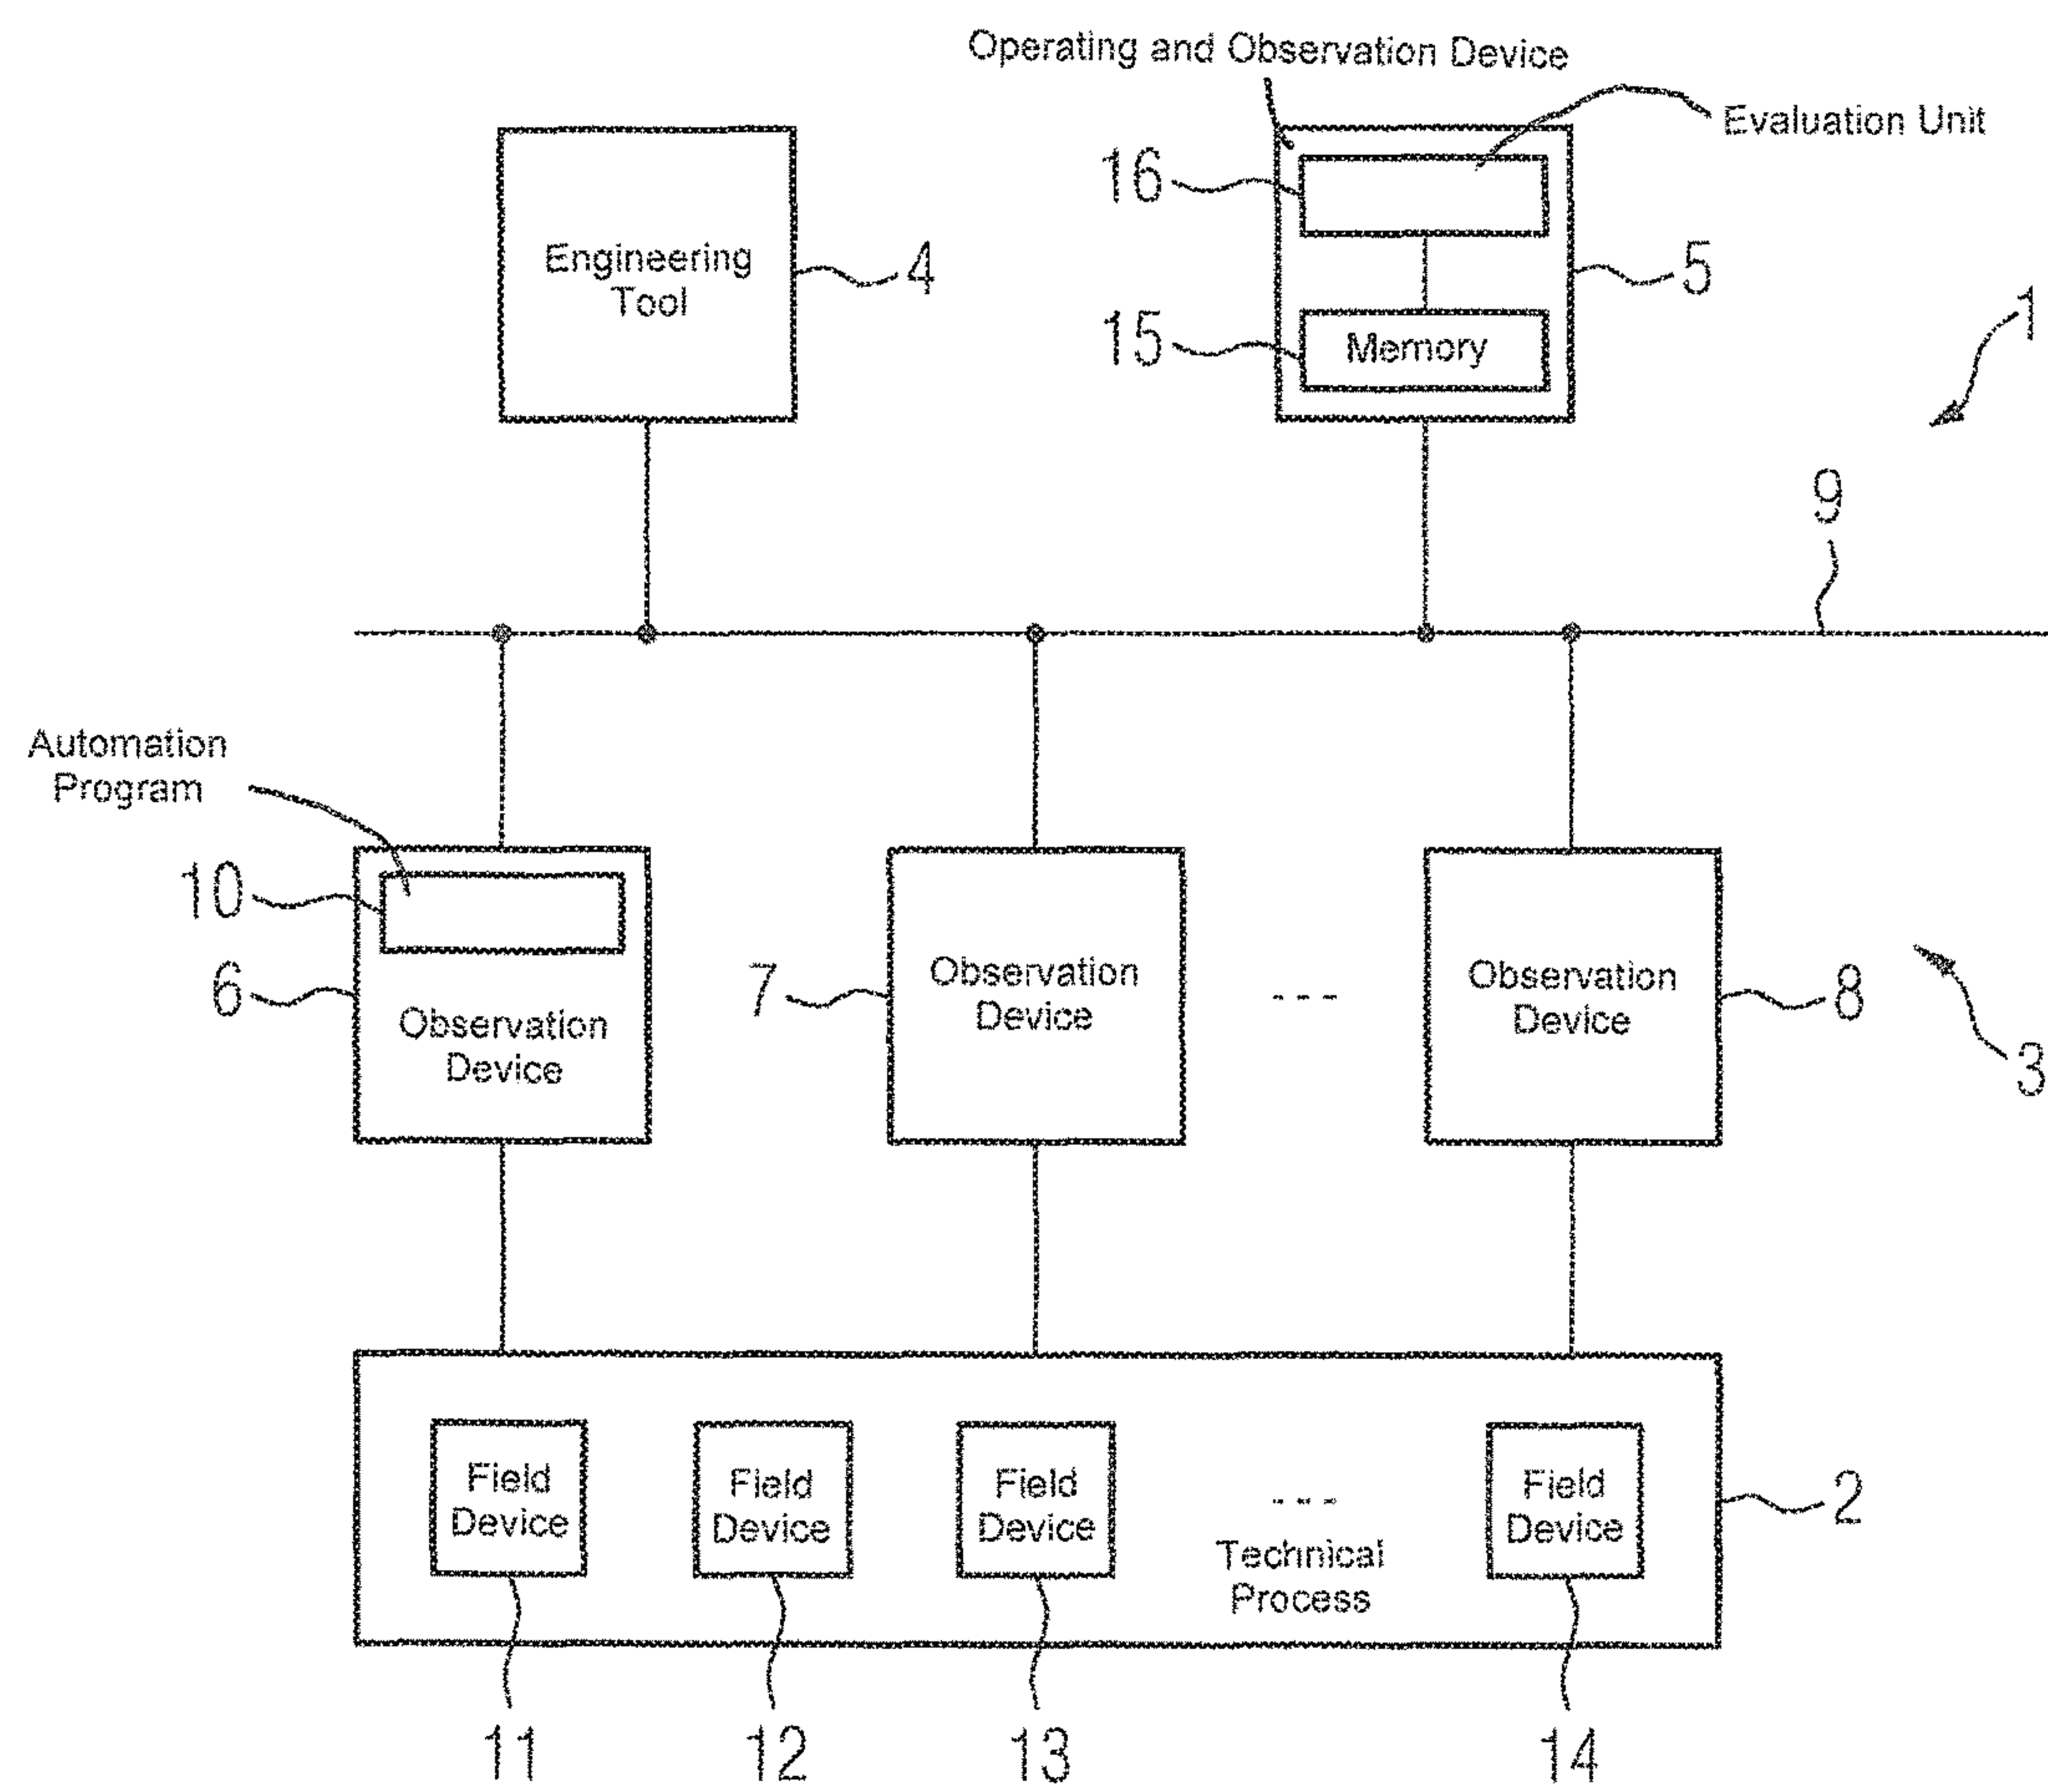 Operating and Observation Device
Evaluation Unit
16
Engineering
Tool
4
5
15
Memory
1
9
Automation
Program
10
6
Observation
Device
7
Observation
Device
---
Observation
Device
8
3
Field
Device
Field
Device
Field
Device
---
Technical
Process
Field
Device
2
11
12
13
14